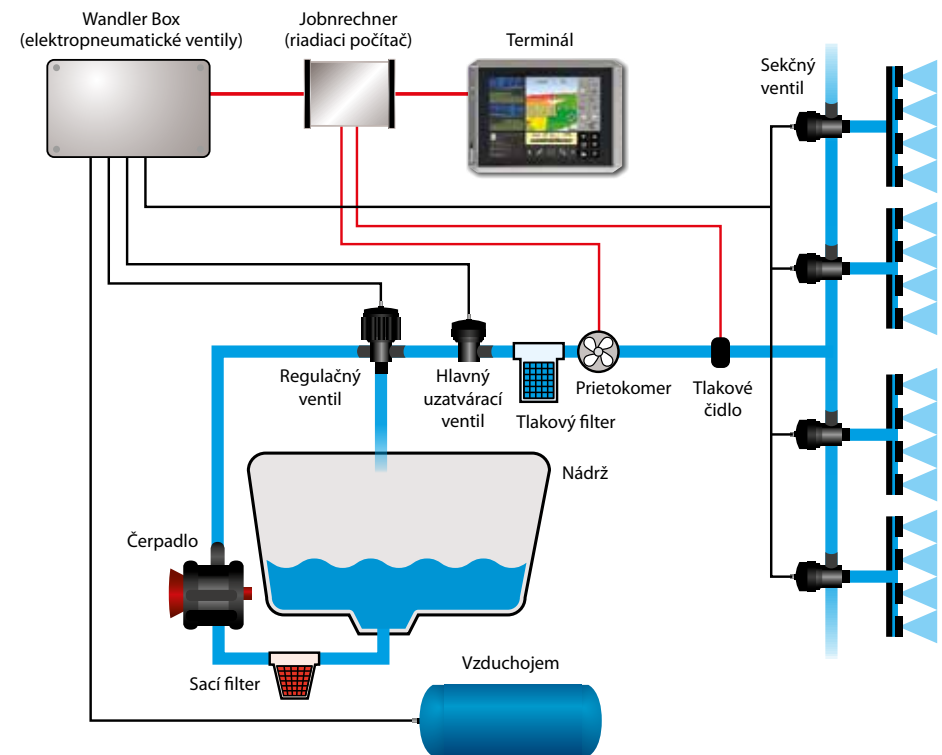 Wandler Box
(elektropneumatické ventily)
Jobnrechner
(riadiaci počítač)
Terminál
Sekčný
ventil
Regulačný
ventil
Hlavný
uzatvárací
ventil
Tlakový filter
Prietokomer
Tlakové
čidlo
Nádrž
Čerpadlo
Sací filter
Vzduchojem